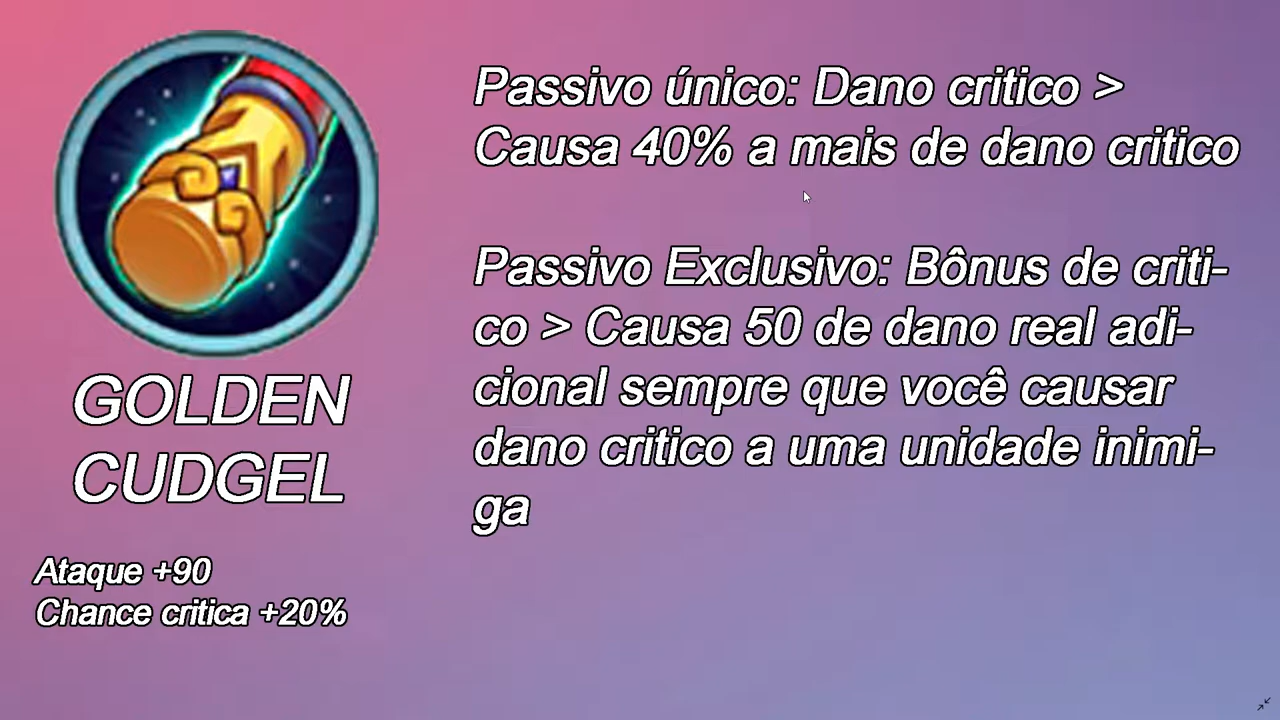 GOLDEN
CUDGEL
Ataque +90
Chance critica +20%
Passivo único: Dano critico >
Causa 40% a mais de dano critico
Passivo Exclusivo: Bônus de criti-
co > Causa 50 de dano real adi-
cional sempre que você causar
dano critico a uma unidade inimi-
ga